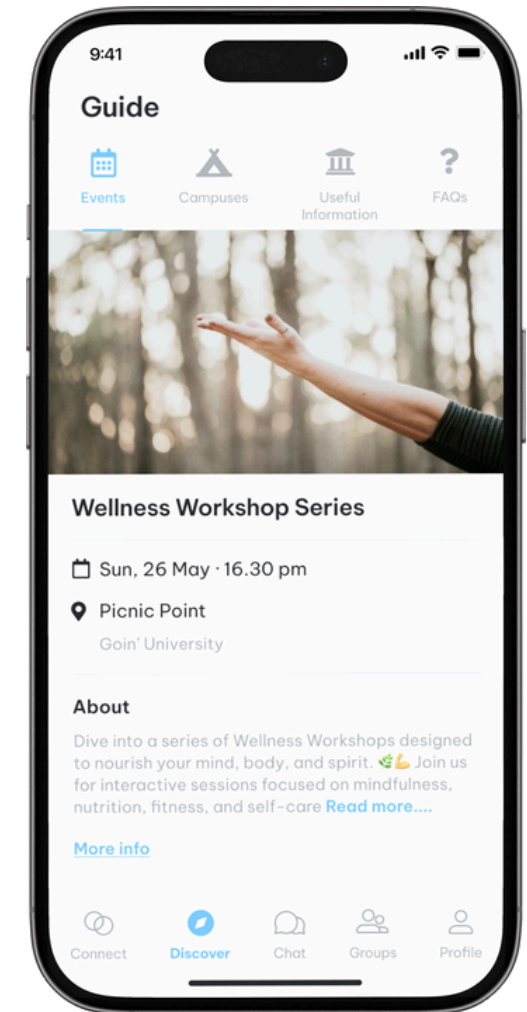 9:41
Guide
Events
Campuses
Useful
Information
FAQs
Wellness Workshop Series
Sun, 26 May · 16.30 pm
Picnic Point
Goin' University
About
Dive into a series of Wellness Workshops designed
to nourish your mind, body, and spirit. 🌿💪 Join us
for interactive sessions focused on mindfulness,
nutrition, fitness, and self-care Read more....
More info
Connect
Discover
Chat
Groups
Profile